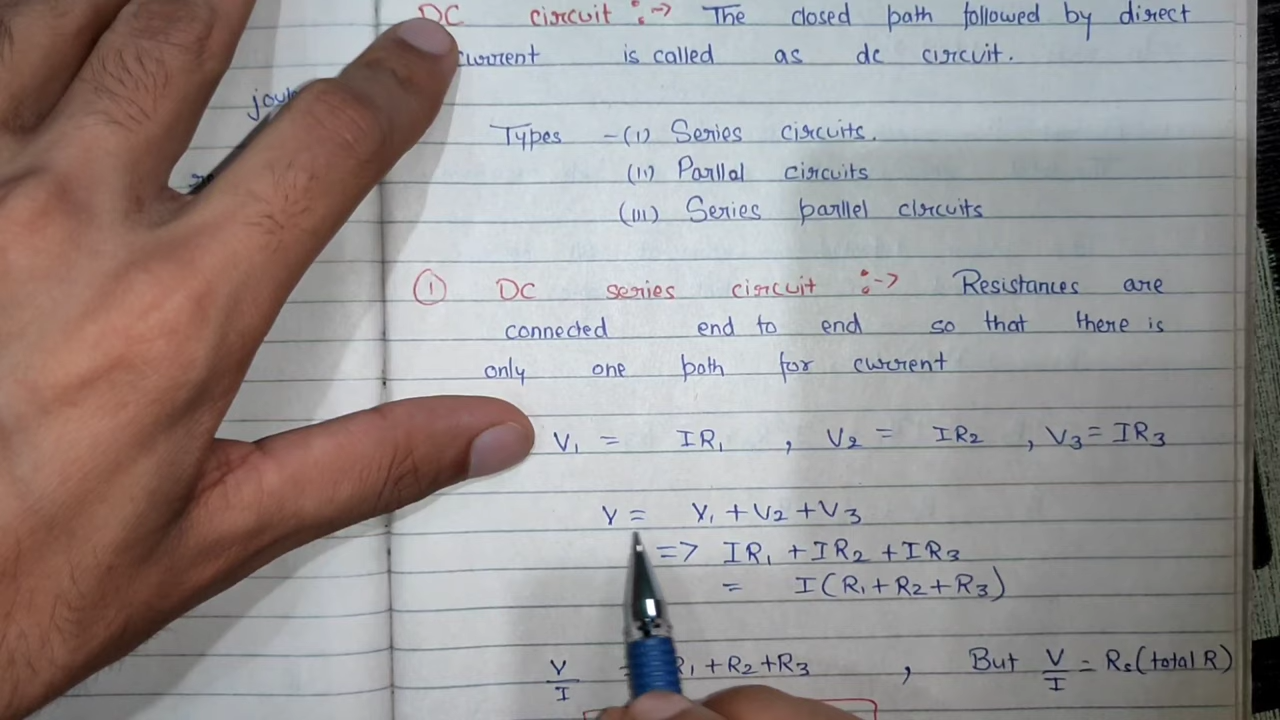 DC circuit :-> The closed path followed by direct
current is called as dc circuit.
Types - (i) Series circuits.
(ii) Parllal circuits
(iii) Series parllel circuits
① DC series circuit :-> Resistances are
connected end to end so that there is
only one path for current
V₁ = IR₁ , V₂ = IR₂ , V₃ = IR₃
V = V₁ + V₂ + V₃
=> IR₁ + IR₂ + IR₃
= I(R₁ + R₂ + R₃)
V/I = R₁ + R₂ + R₃ , But V/I = Rs (total R)